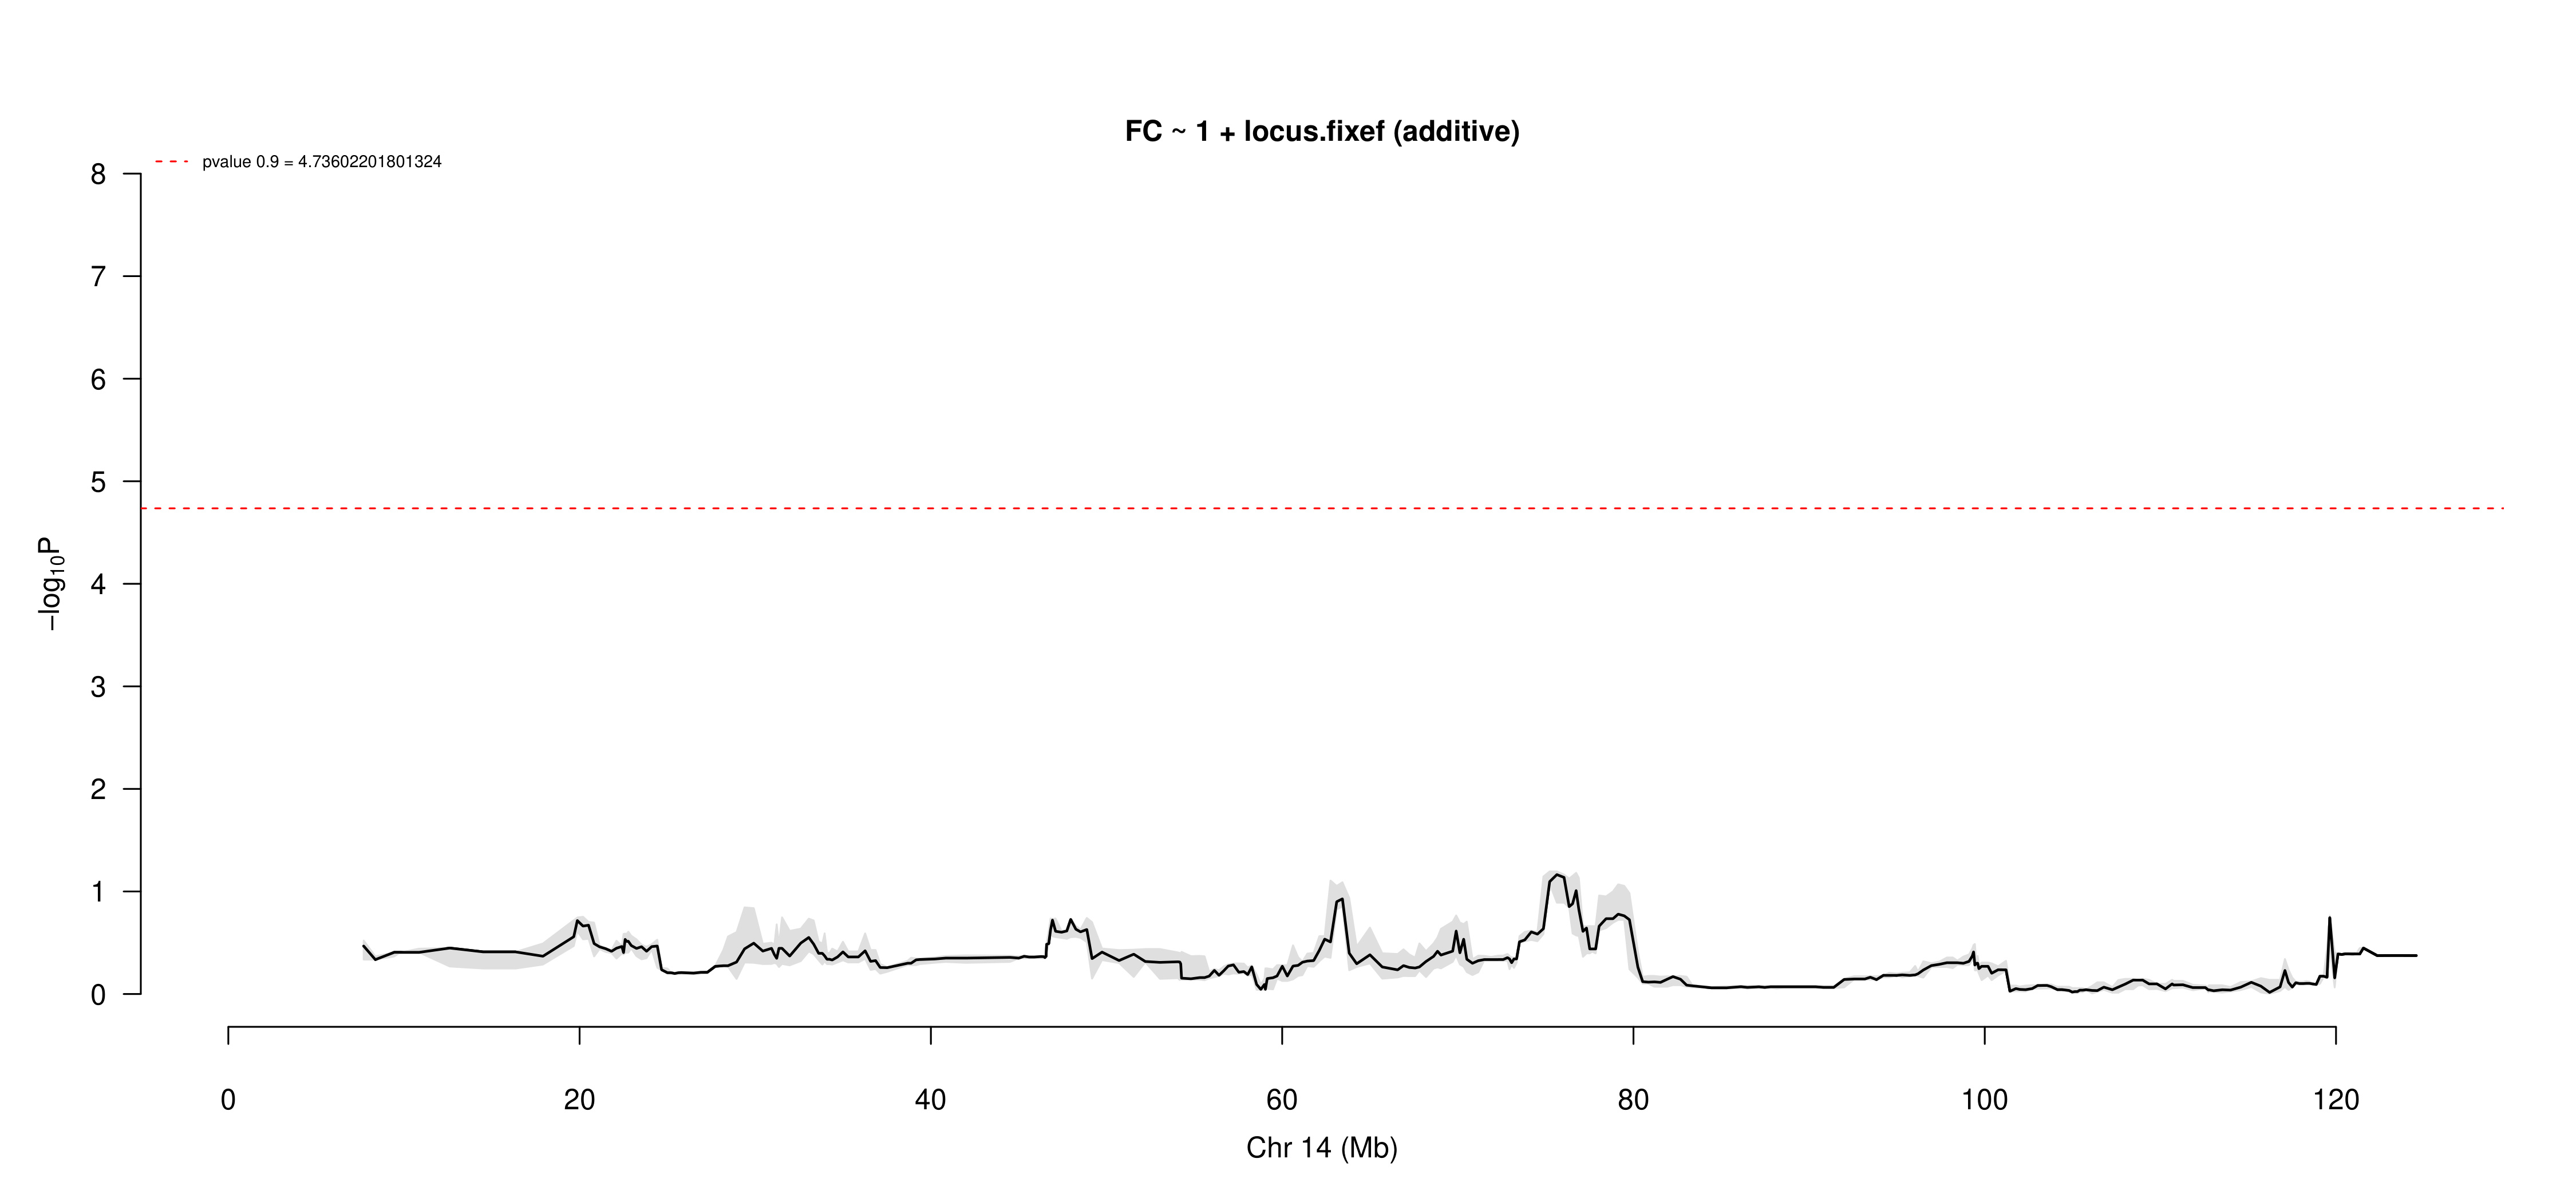 FC ~ 1 + locus.fixef (additive)
pvalue 0.9 = 4.73602201801324
8
7
6
5
4
3
2
1
0
−log10P
0 20 40 60 80 100 120
Chr 14 (Mb)